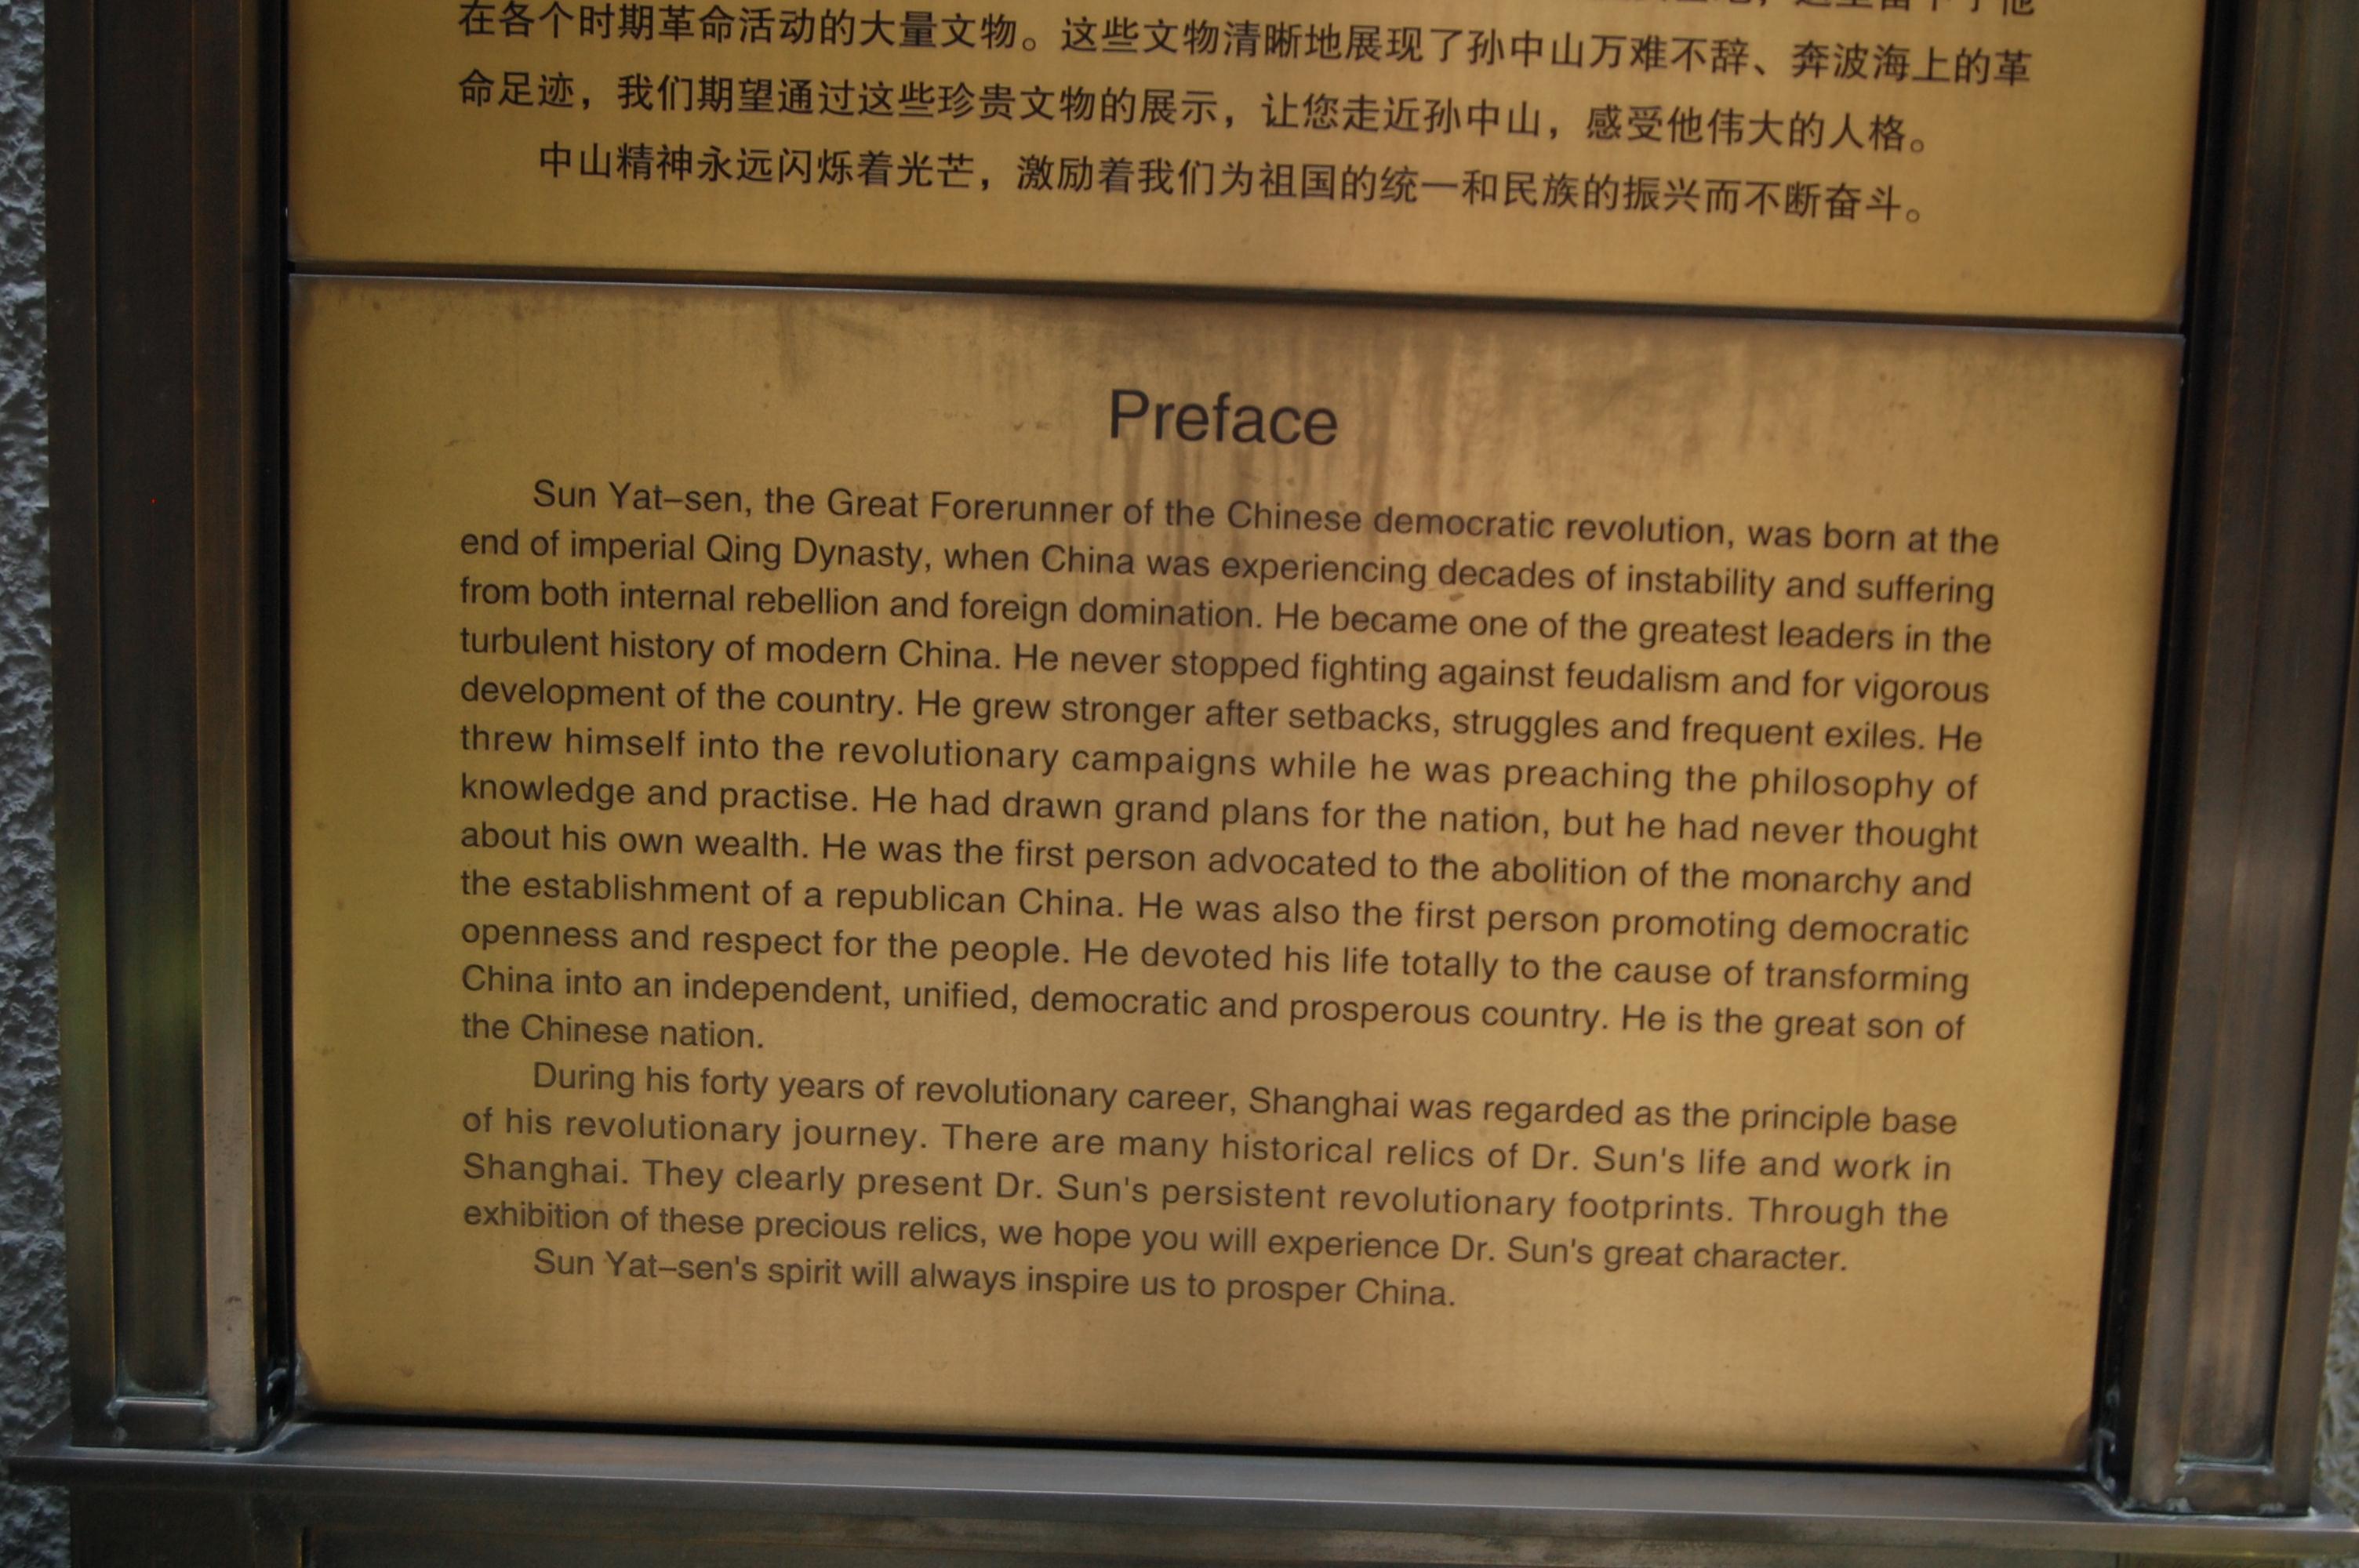 在各个时期革命活动的大量文物。这些文物清晰地展现了孙中山万难不辞、奔波海上的革
命足迹，我们期望通过这些珍贵文物的展示，让您走近孙中山，感受他伟大的人格。
中山精神永远闪烁着光芒，激励着我们为祖国的统一和民族的振兴而不断奋斗。
Preface
Sun Yat–sen, the Great Forerunner of the Chinese democratic revolution, was born at the
end of imperial Qing Dynasty, when China was experiencing decades of instability and suffering
from both internal rebellion and foreign domination. He became one of the greatest leaders in the
turbulent history of modern China. He never stopped fighting against feudalism and for vigorous
development of the country. He grew stronger after setbacks, struggles and frequent exiles. He
threw himself into the revolutionary campaigns while he was preaching the philosophy of
knowledge and practise. He had drawn grand plans for the nation, but he had never thought
about his own wealth. He was the first person advocated to the abolition of the monarchy and
the establishment of a republican China. He was also the first person promoting democratic
openness and respect for the people. He devoted his life totally to the cause of transforming
China into an independent, unified, democratic and prosperous country. He is the great son of
the Chinese nation.
During his forty years of revolutionary career, Shanghai was regarded as the principle base
of his revolutionary journey. There are many historical relics of Dr. Sun's life and work in
Shanghai. They clearly present Dr. Sun's persistent revolutionary footprints. Through the
exhibition of these precious relics, we hope you will experience Dr. Sun's great character.
Sun Yat–sen's spirit will always inspire us to prosper China.